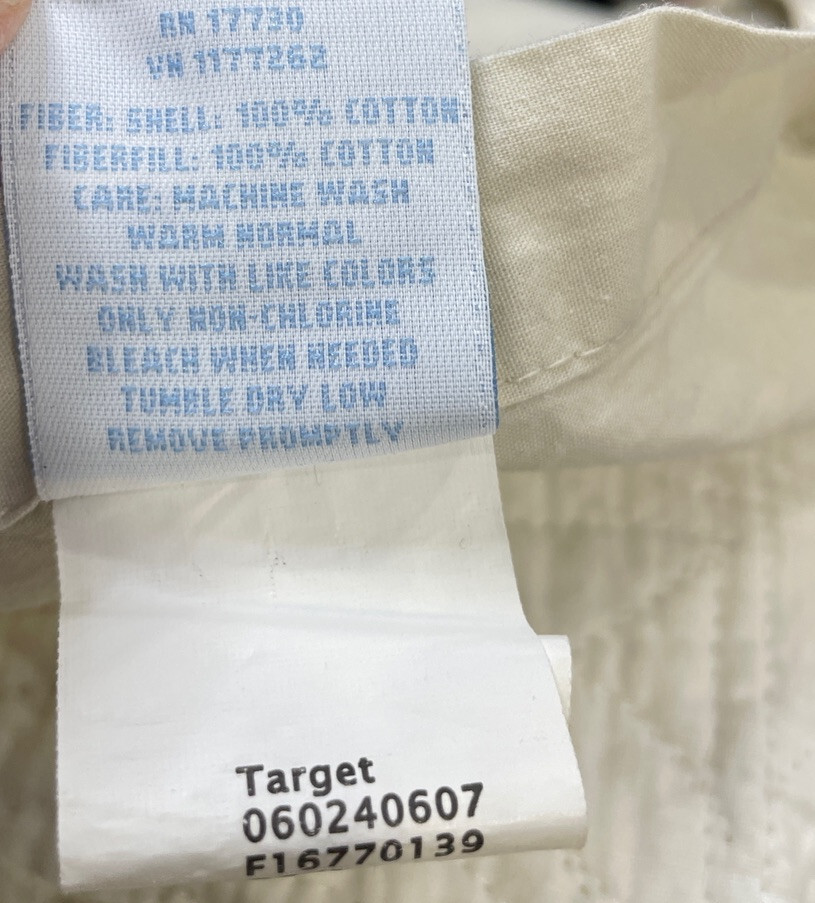 RN 17730
VN 1177262
FIBER: SHELL: 100% COTTON
FIBERFILL: 100% COTTON
CARE: MACHINE WASH
WARM NORMAL
WASH WITH LIKE COLORS
ONLY NON-CHLORINE
BLEACH WHEN NEEDED
TUMBLE DRY LOW
REMOVE PROMPTLY
Target
060240607
F16770139